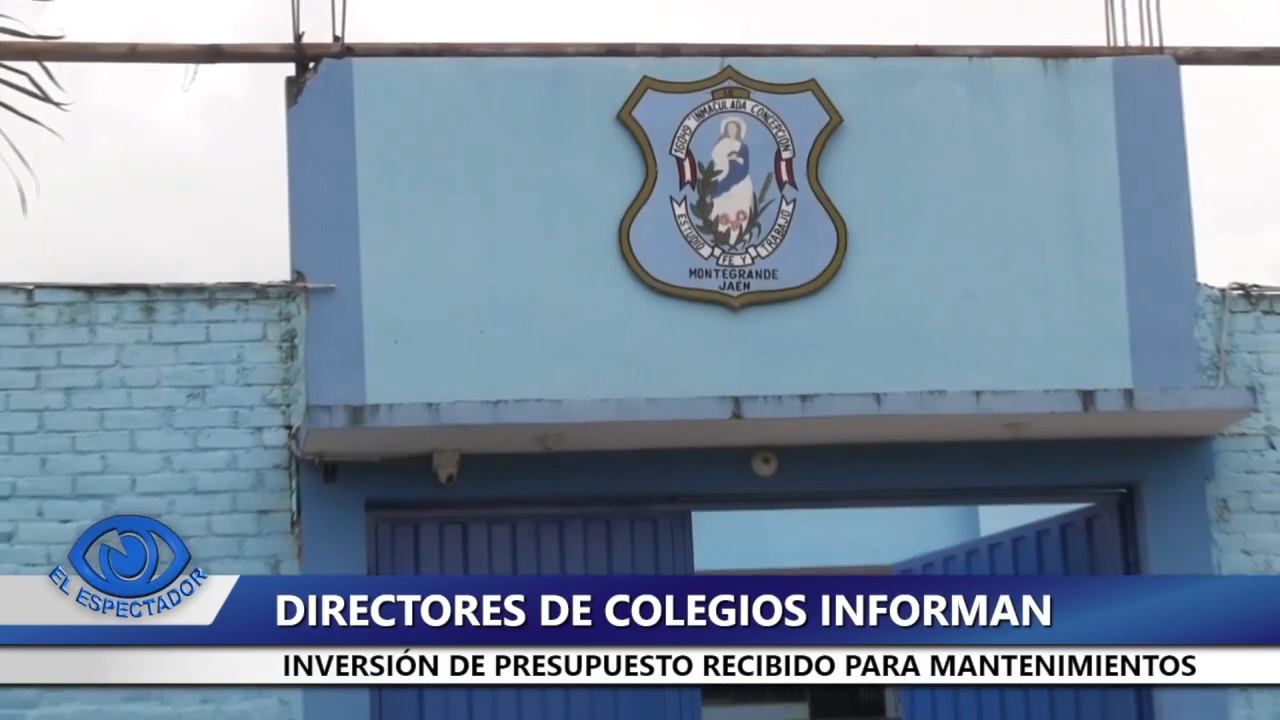 I.E.
16049 "INMACULADA CONCEPCIÓN"
ESTUDIO
FE Y
TRABAJO
MONTEGRANDE
JAÉN
EL ESPECTADOR
DIRECTORES DE COLEGIOS INFORMAN
INVERSIÓN DE PRESUPUESTO RECIBIDO PARA MANTENIMIENTOS